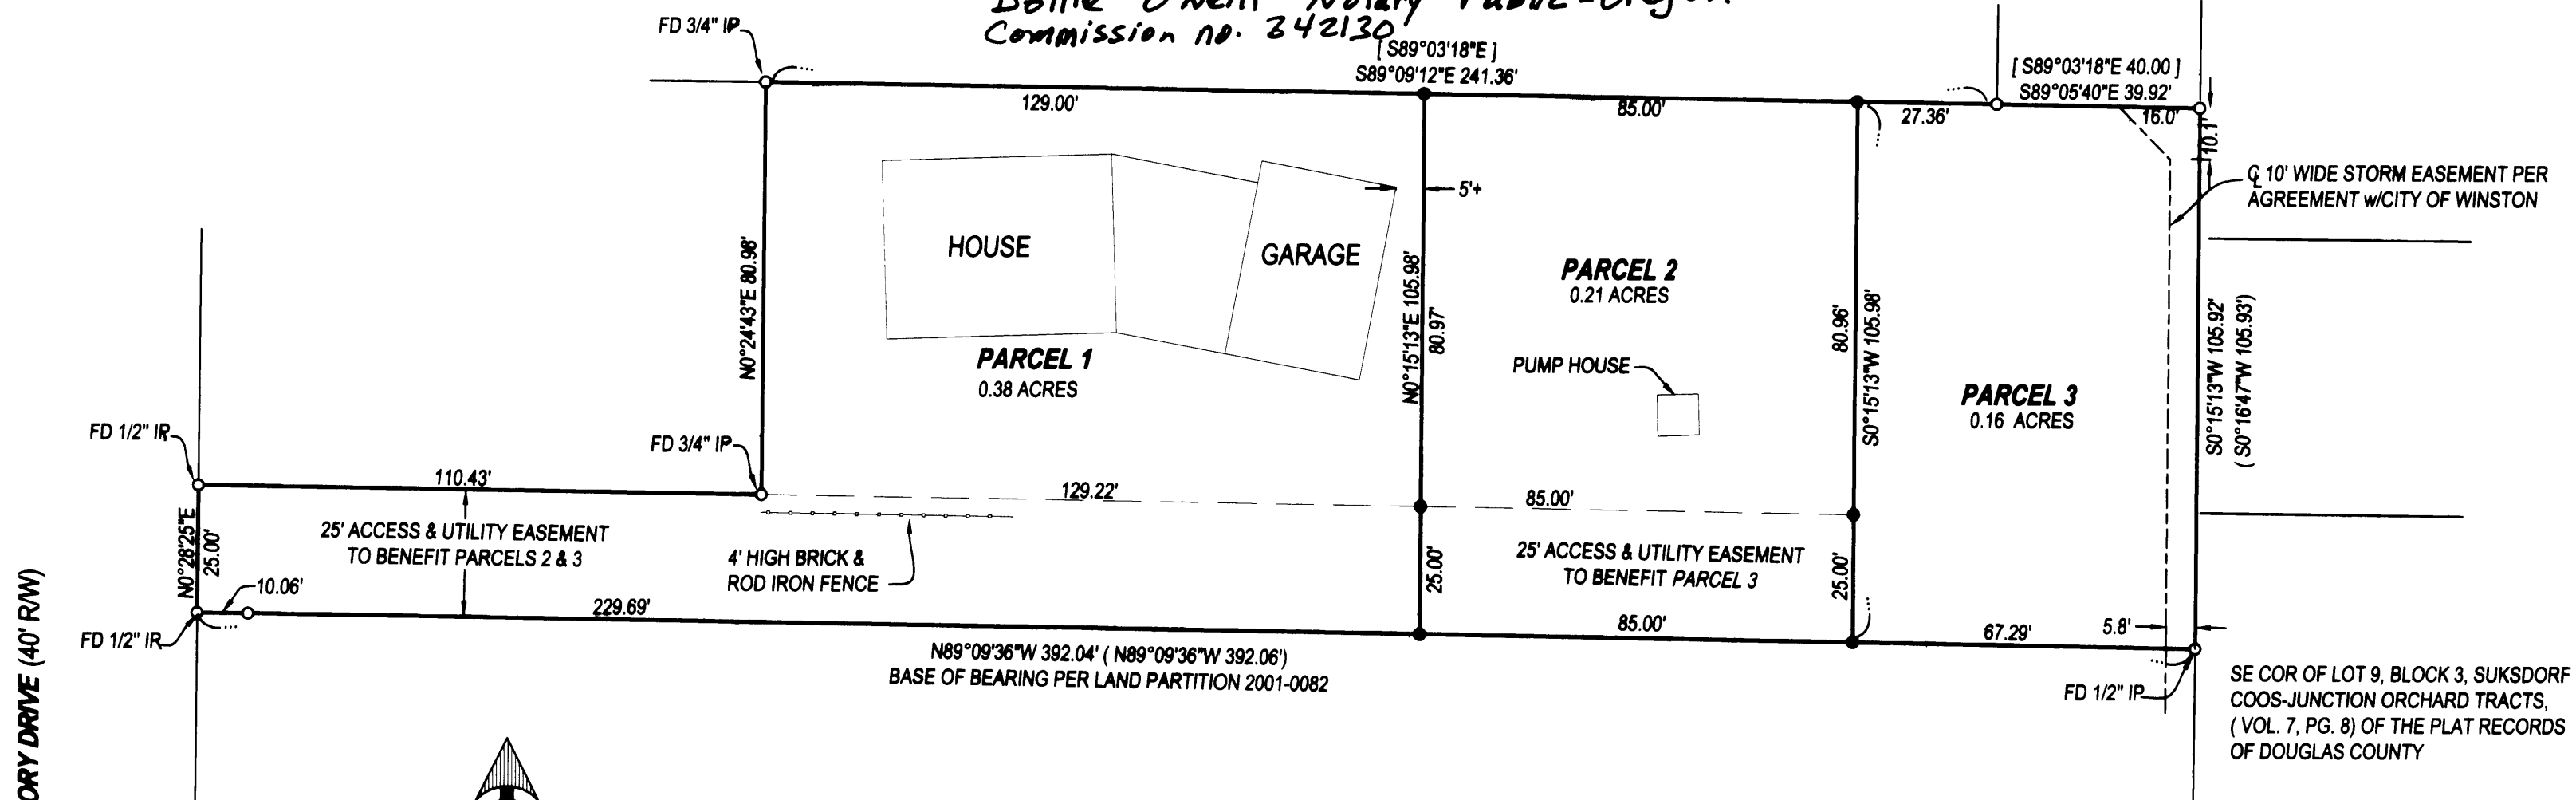 Notary Public-Oregon
Commission no. 342130
FD 3/4" IP
[ S89°03'18"E ]
S89°09'12"E 241.36'
[ S89°03'18"E 40.00 ]
S89°05'40"E 39.92'
129.00'
85.00'
27.36'
16.0'
10.1'
℄ 10' WIDE STORM EASEMENT PER
AGREEMENT w/CITY OF WINSTON
5'+
HOUSE
GARAGE
N0°24'43"E 80.98'
N0°15'13"E 105.98'
80.97'
PARCEL 2
0.21 ACRES
80.96'
S0°15'13"W 105.98'
S0°15'13"W 105.92'
( S0°16'47"W 105.93')
PARCEL 1
0.38 ACRES
PUMP HOUSE
PARCEL 3
0.16 ACRES
FD 1/2" IR
FD 3/4" IP
110.43'
129.22'
85.00'
N0°28'25"E
25.00'
25' ACCESS & UTILITY EASEMENT
TO BENEFIT PARCELS 2 & 3
4' HIGH BRICK &
ROD IRON FENCE
25.00'
25' ACCESS & UTILITY EASEMENT
TO BENEFIT PARCEL 3
25.00'
10.06'
229.69'
85.00'
67.29'
5.8'
FD 1/2" IR
N89°09'36"W 392.04' ( N89°09'36"W 392.06')
BASE OF BEARING PER LAND PARTITION 2001-0082
FD 1/2" IP
SE COR OF LOT 9, BLOCK 3, SUKSDORF
COOS-JUNCTION ORCHARD TRACTS,
( VOL. 7, PG. 8) OF THE PLAT RECORDS
OF DOUGLAS COUNTY
ORY DRIVE (40' R/W)